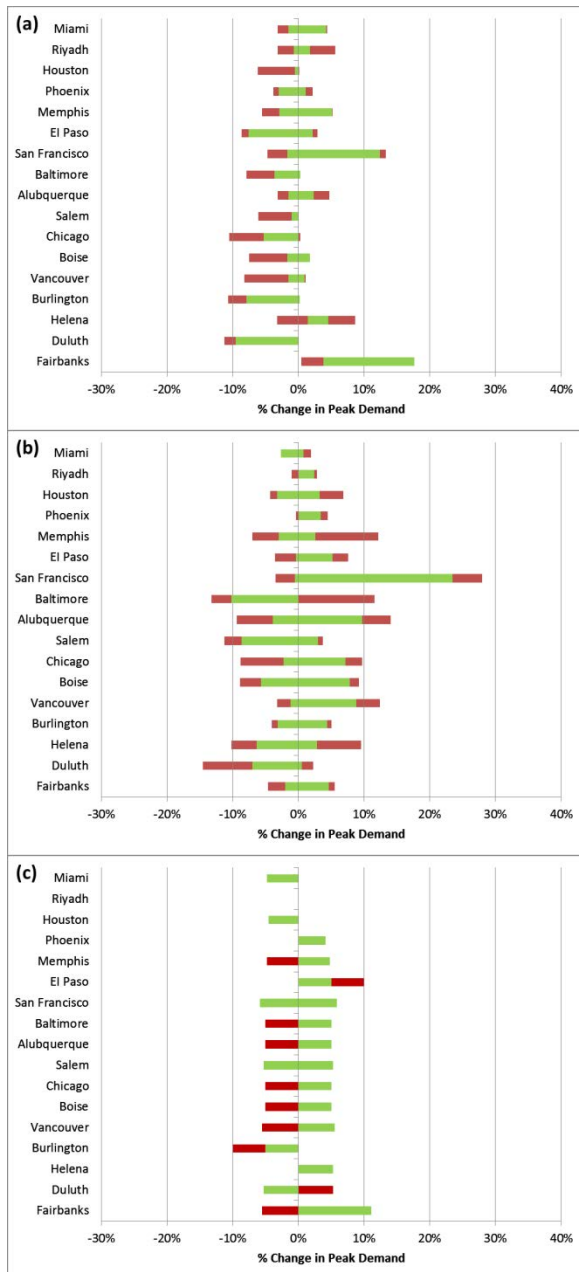 (a)
Miami
Riyadh
Houston
Phoenix
Memphis
El Paso
San Francisco
Baltimore
Alubquerque
Salem
Chicago
Boise
Vancouver
Burlington
Helena
Duluth
Fairbanks
-30% -20% -10% 0% 10% 20% 30% 40%
% Change in Peak Demand
(b)
Miami
Riyadh
Houston
Phoenix
Memphis
El Paso
San Francisco
Baltimore
Alubquerque
Salem
Chicago
Boise
Vancouver
Burlington
Helena
Duluth
Fairbanks
-30% -20% -10% 0% 10% 20% 30% 40%
% Change in Peak Demand
(c)
Miami
Riyadh
Houston
Phoenix
Memphis
El Paso
San Francisco
Baltimore
Alubquerque
Salem
Chicago
Boise
Vancouver
Burlington
Helena
Duluth
Fairbanks
-30% -20% -10% 0% 10% 20% 30% 40%
% Change in Peak Demand